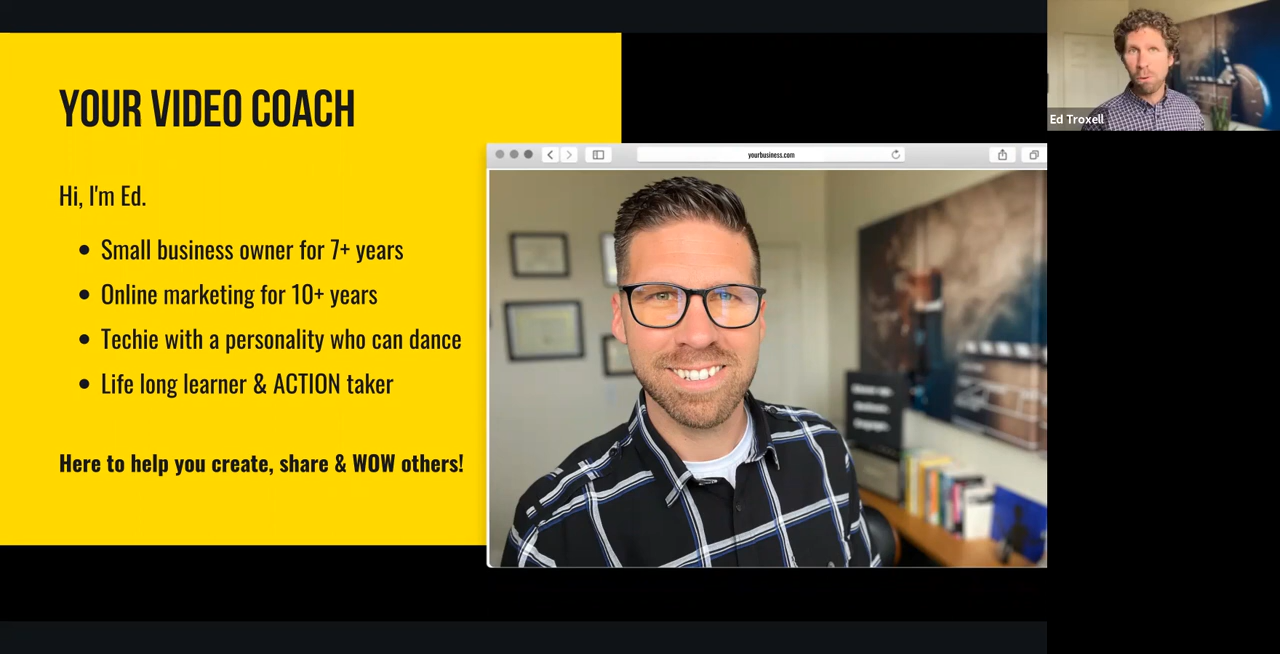 YOUR VIDEO COACH
Hi, I'm Ed.
• Small business owner for 7+ years
• Online marketing for 10+ years
• Techie with a personality who can dance
• Life long learner & ACTION taker
Here to help you create, share & WOW others!
yourbusiness.com
Ed Troxell